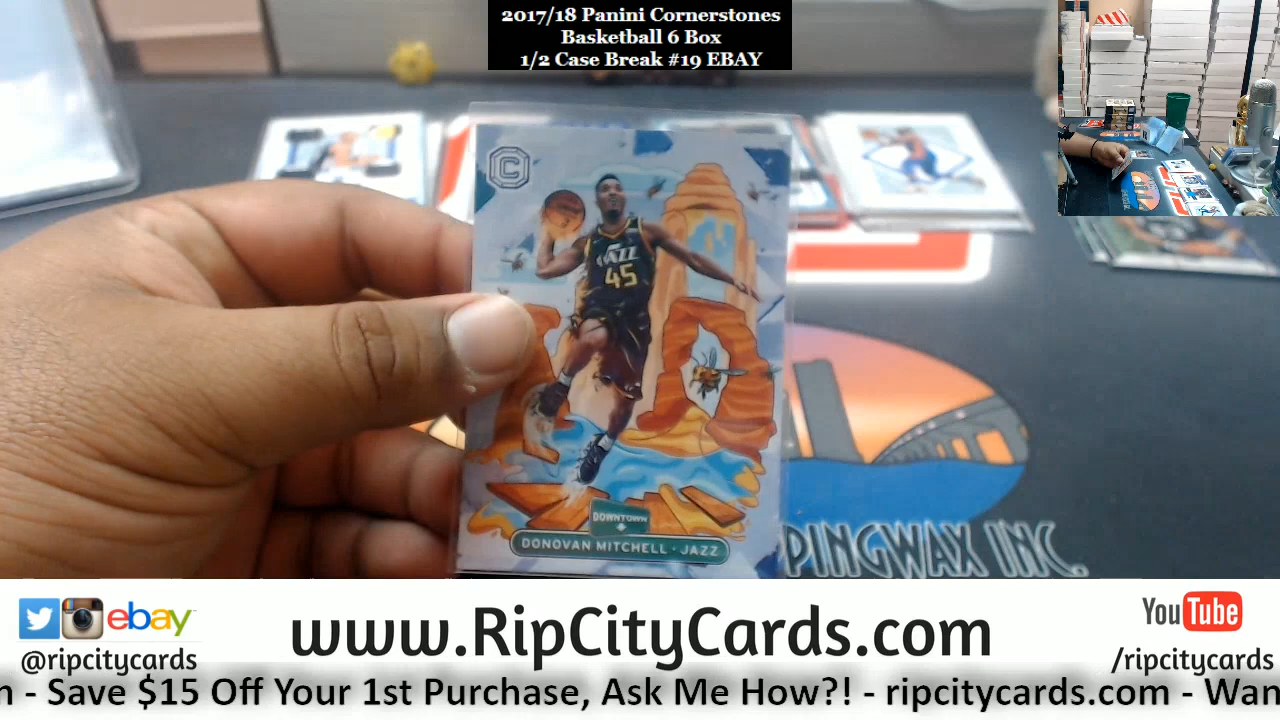 2017/18 Panini Cornerstones
Basketball 6 Box
1/2 Case Break #19 EBAY
C
JAZZ
45
DOWNTOWN
DONOVAN MITCHELL · JAZZ
PINGWAX INC.
ebay
@ripcitycards
www.RipCityCards.com
YouTube
/ripcitycards
n - Save $15 Off Your 1st Purchase, Ask Me How?! - ripcitycards.com - Wan